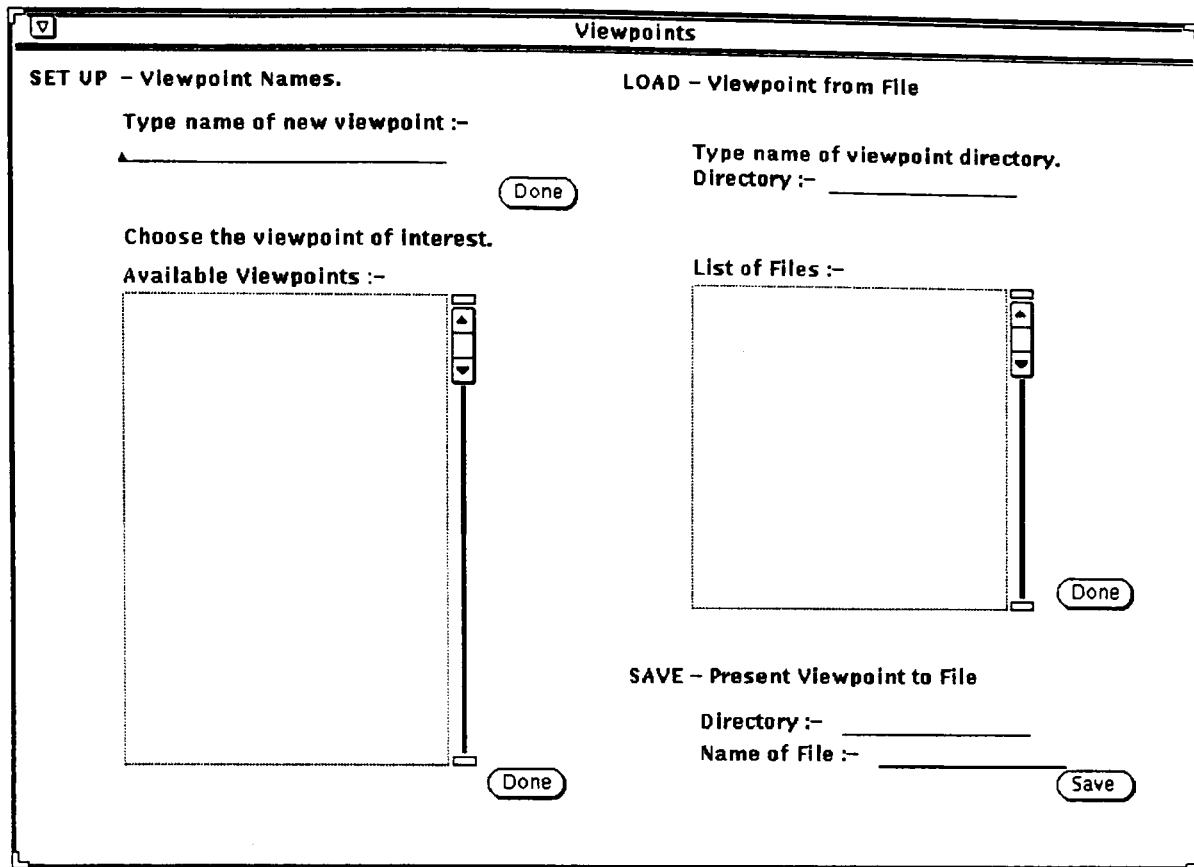 Viewpoints
SET UP – Viewpoint Names.
Type name of new viewpoint :–
Done
Choose the viewpoint of interest.
Available Viewpoints :–
Done
LOAD – Viewpoint from File
Type name of viewpoint directory.
Directory :–
List of Files :–
Done
SAVE – Present Viewpoint to File
Directory :–
Name of File :–
Save